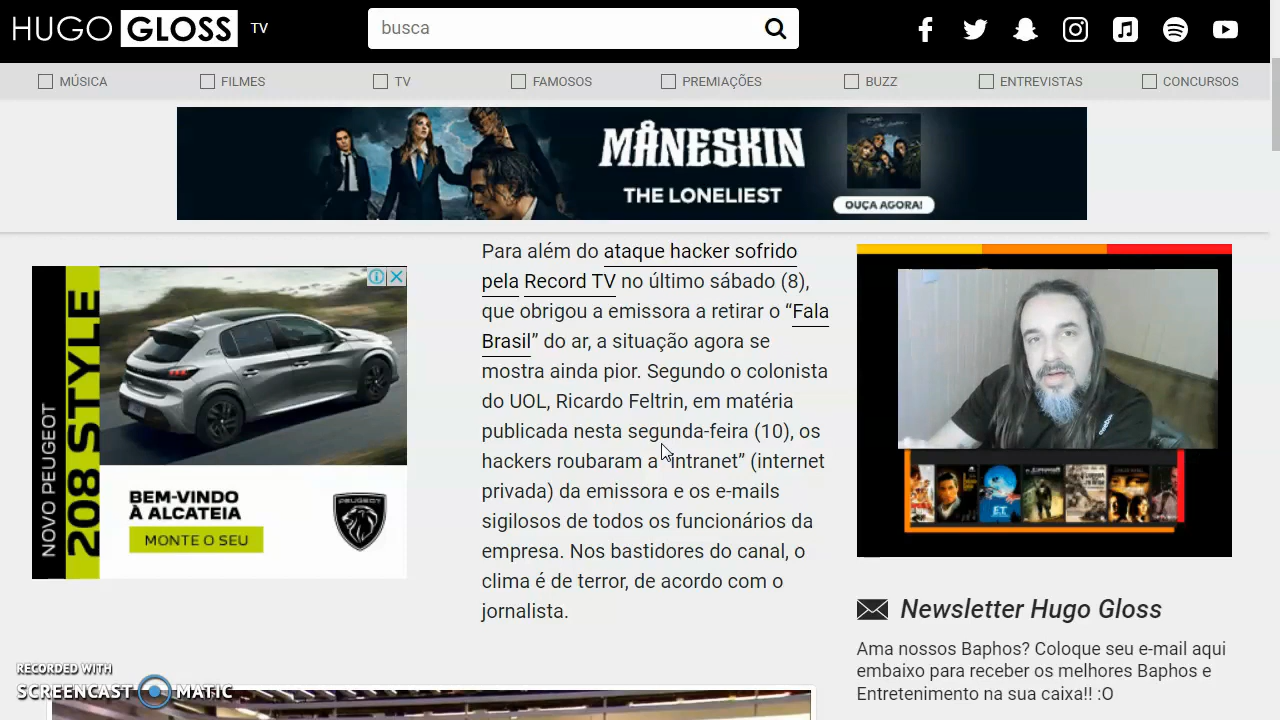 HUGO GLOSS TV
busca
MÚSICA
FILMES
TV
FAMOSOS
PREMIAÇÕES
BUZZ
ENTREVISTAS
CONCURSOS
MÅNESKIN
THE LONELIEST
OUÇA AGORA!
NOVO PEUGEOT
208 STYLE
BEM-VINDO
À ALCATEIA
MONTE O SEU
PEUGEOT
Para além do ataque hacker sofrido
pela Record TV no último sábado (8),
que obrigou a emissora a retirar o “Fala
Brasil” do ar, a situação agora se
mostra ainda pior. Segundo o colonista
do UOL, Ricardo Feltrin, em matéria
publicada nesta segunda-feira (10), os
hackers roubaram a “intranet” (internet
privada) da emissora e os e-mails
sigilosos de todos os funcionários da
empresa. Nos bastidores do canal, o
clima é de terror, de acordo com o
jornalista.
E.T.
Newsletter Hugo Gloss
Ama nossos Baphos? Coloque seu e-mail aqui
embaixo para receber os melhores Baphos e
Entretenimento na sua caixa!! :O
RECORDED WITH
SCREENCAST MATIC